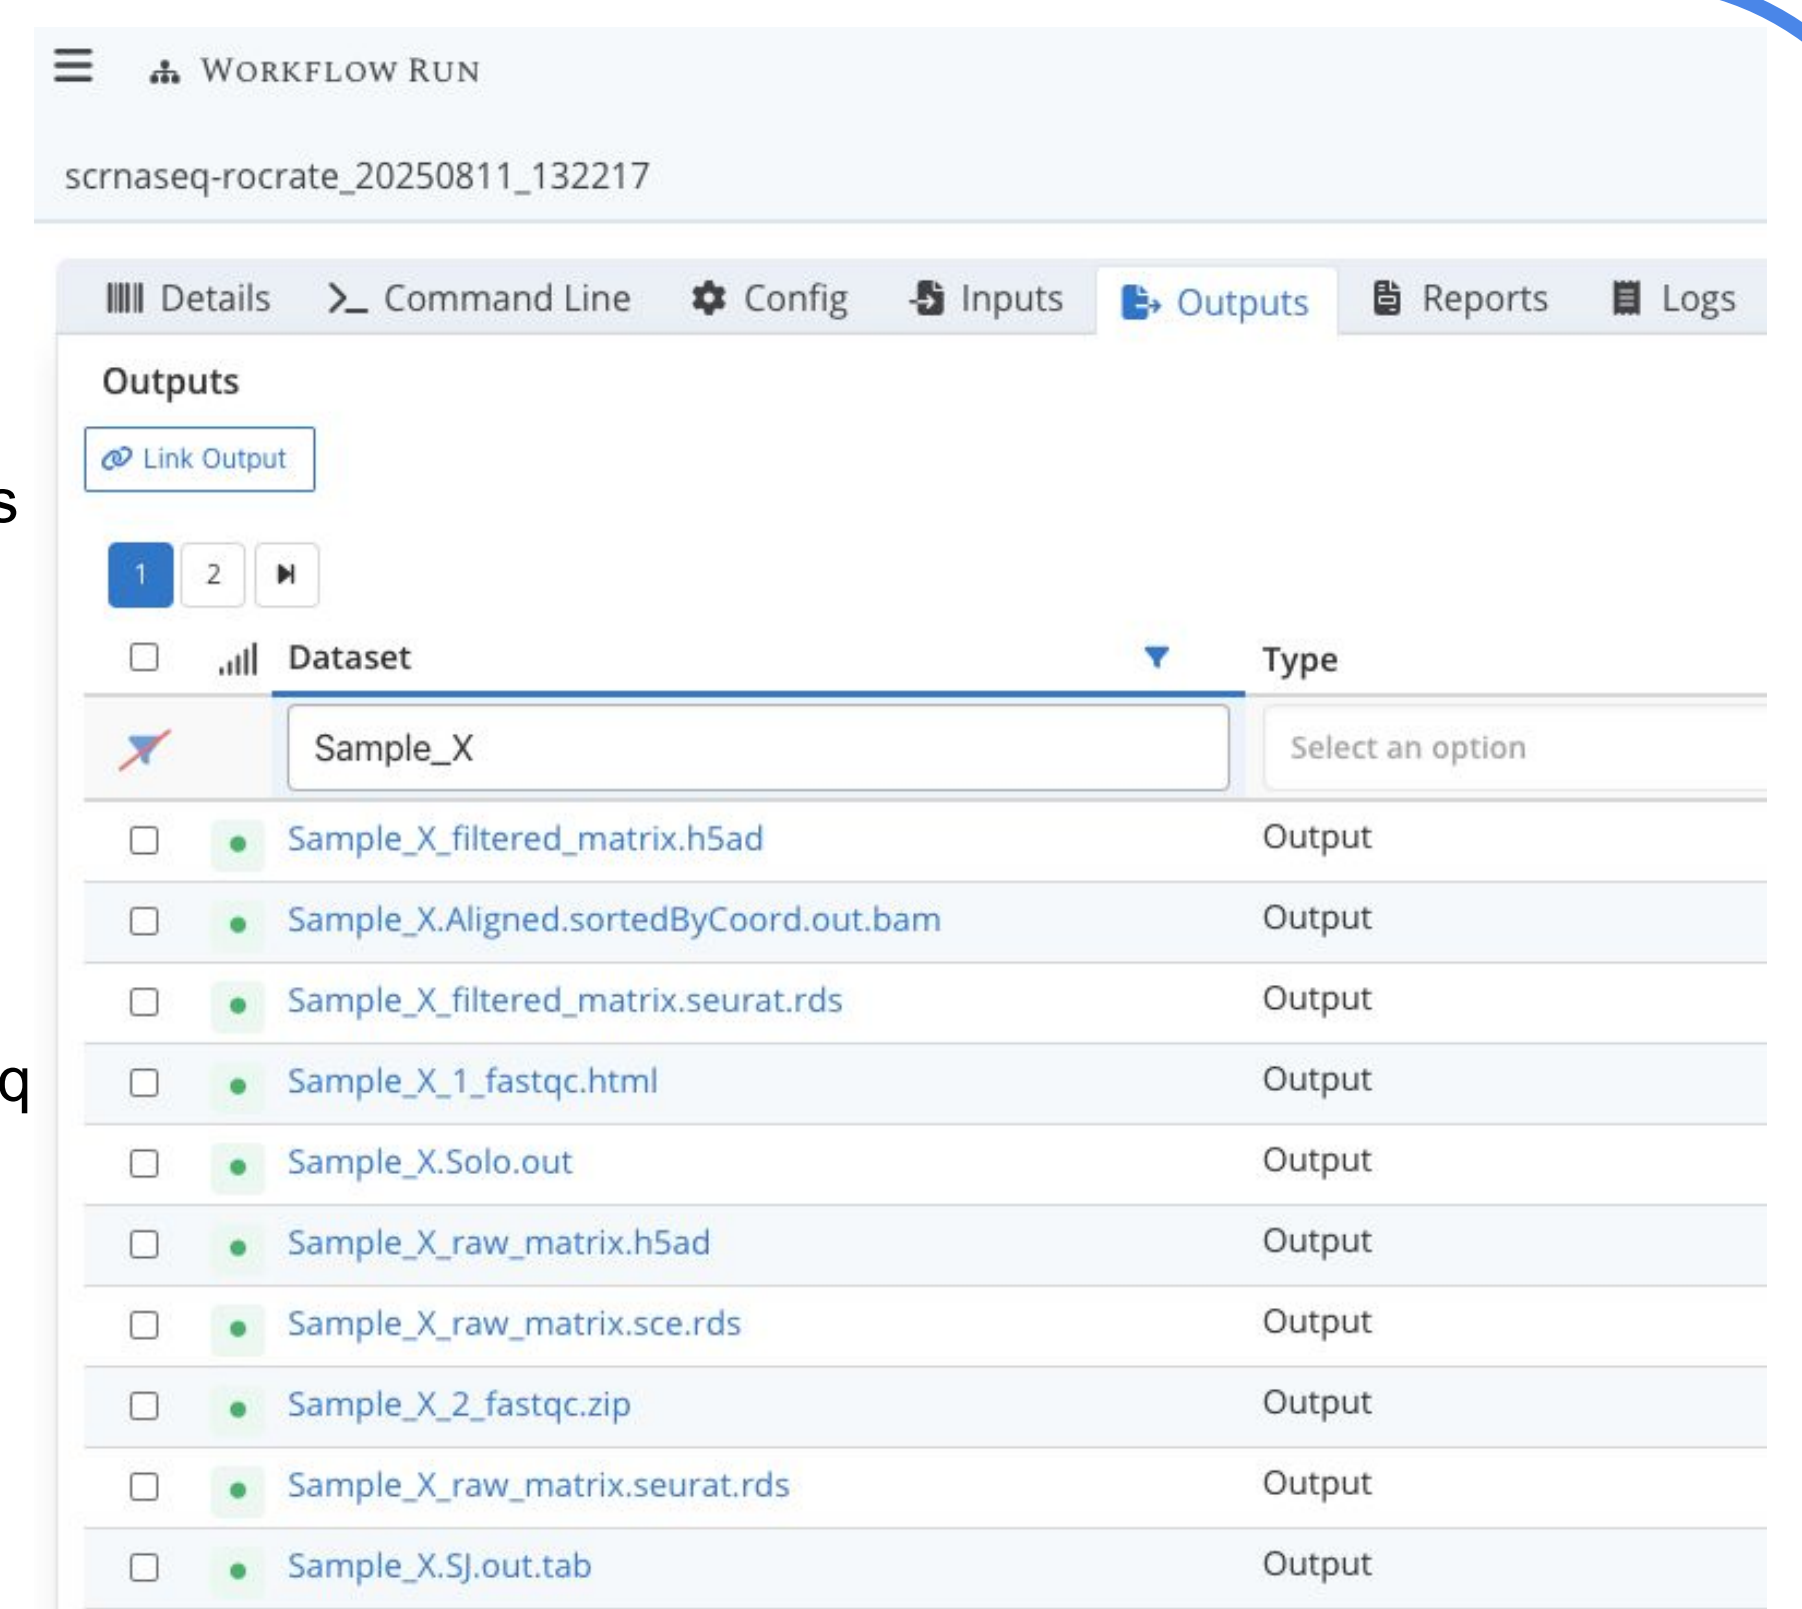 WORKFLOW RUN
scrnaseq-rocrate_20250811_132217
Details Command Line Config Inputs Outputs Reports Logs
Outputs
Link Output
s
1 2
Dataset Type
Sample_X Select an option
Sample_X_filtered_matrix.h5ad Output
Sample_X.Aligned.sortedByCoord.out.bam Output
Sample_X_filtered_matrix.seurat.rds Output
q
Sample_X_1_fastqc.html Output
Sample_X.Solo.out Output
Sample_X_raw_matrix.h5ad Output
Sample_X_raw_matrix.sce.rds Output
Sample_X_2_fastqc.zip Output
Sample_X_raw_matrix.seurat.rds Output
Sample_X.SJ.out.tab Output